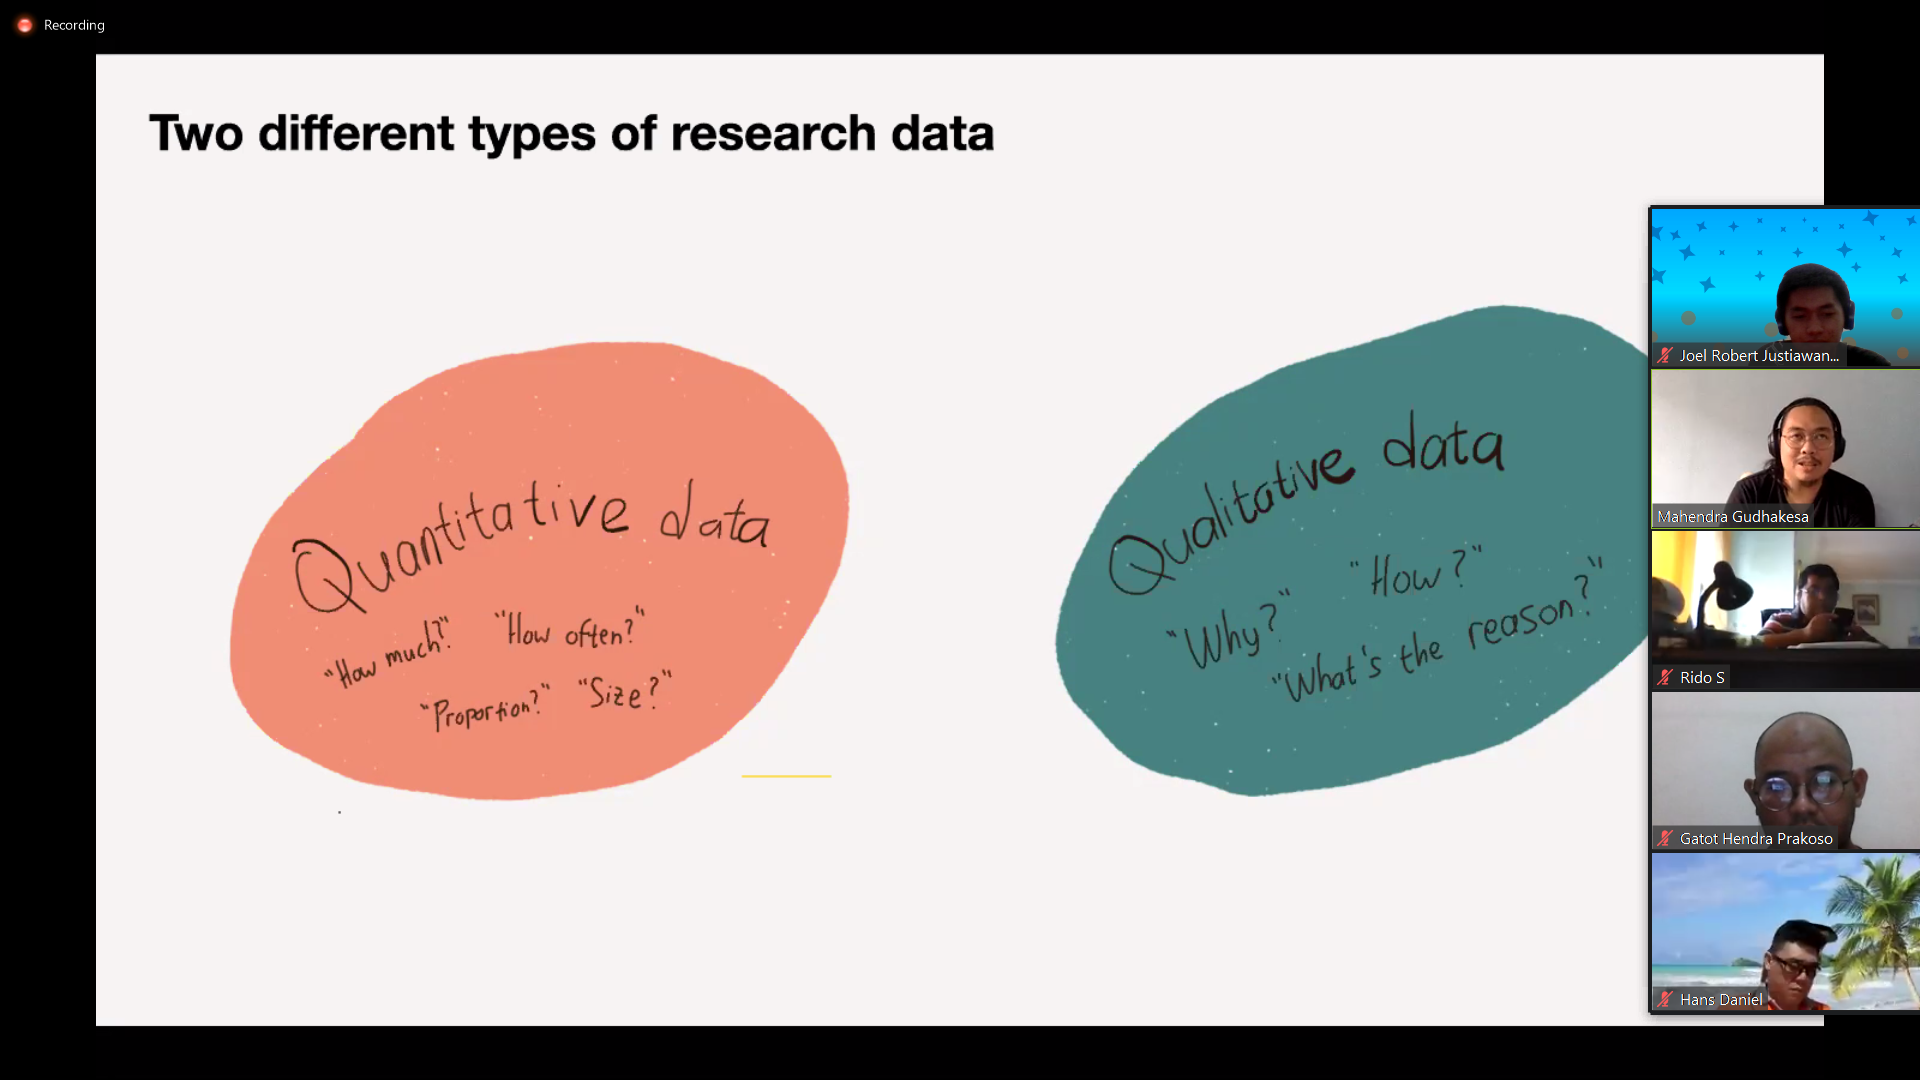 Recording
Two different types of research data
Quantitative data
"How much?" "How often?"
"Proportion?" "Size?"
Qualitative data
"Why?" "How?"
"What's the reason?"
Joel Robert Justiawan...
Mahendra Gudhakesa
Rido S
Gatot Hendra Prakoso
Hans Daniel